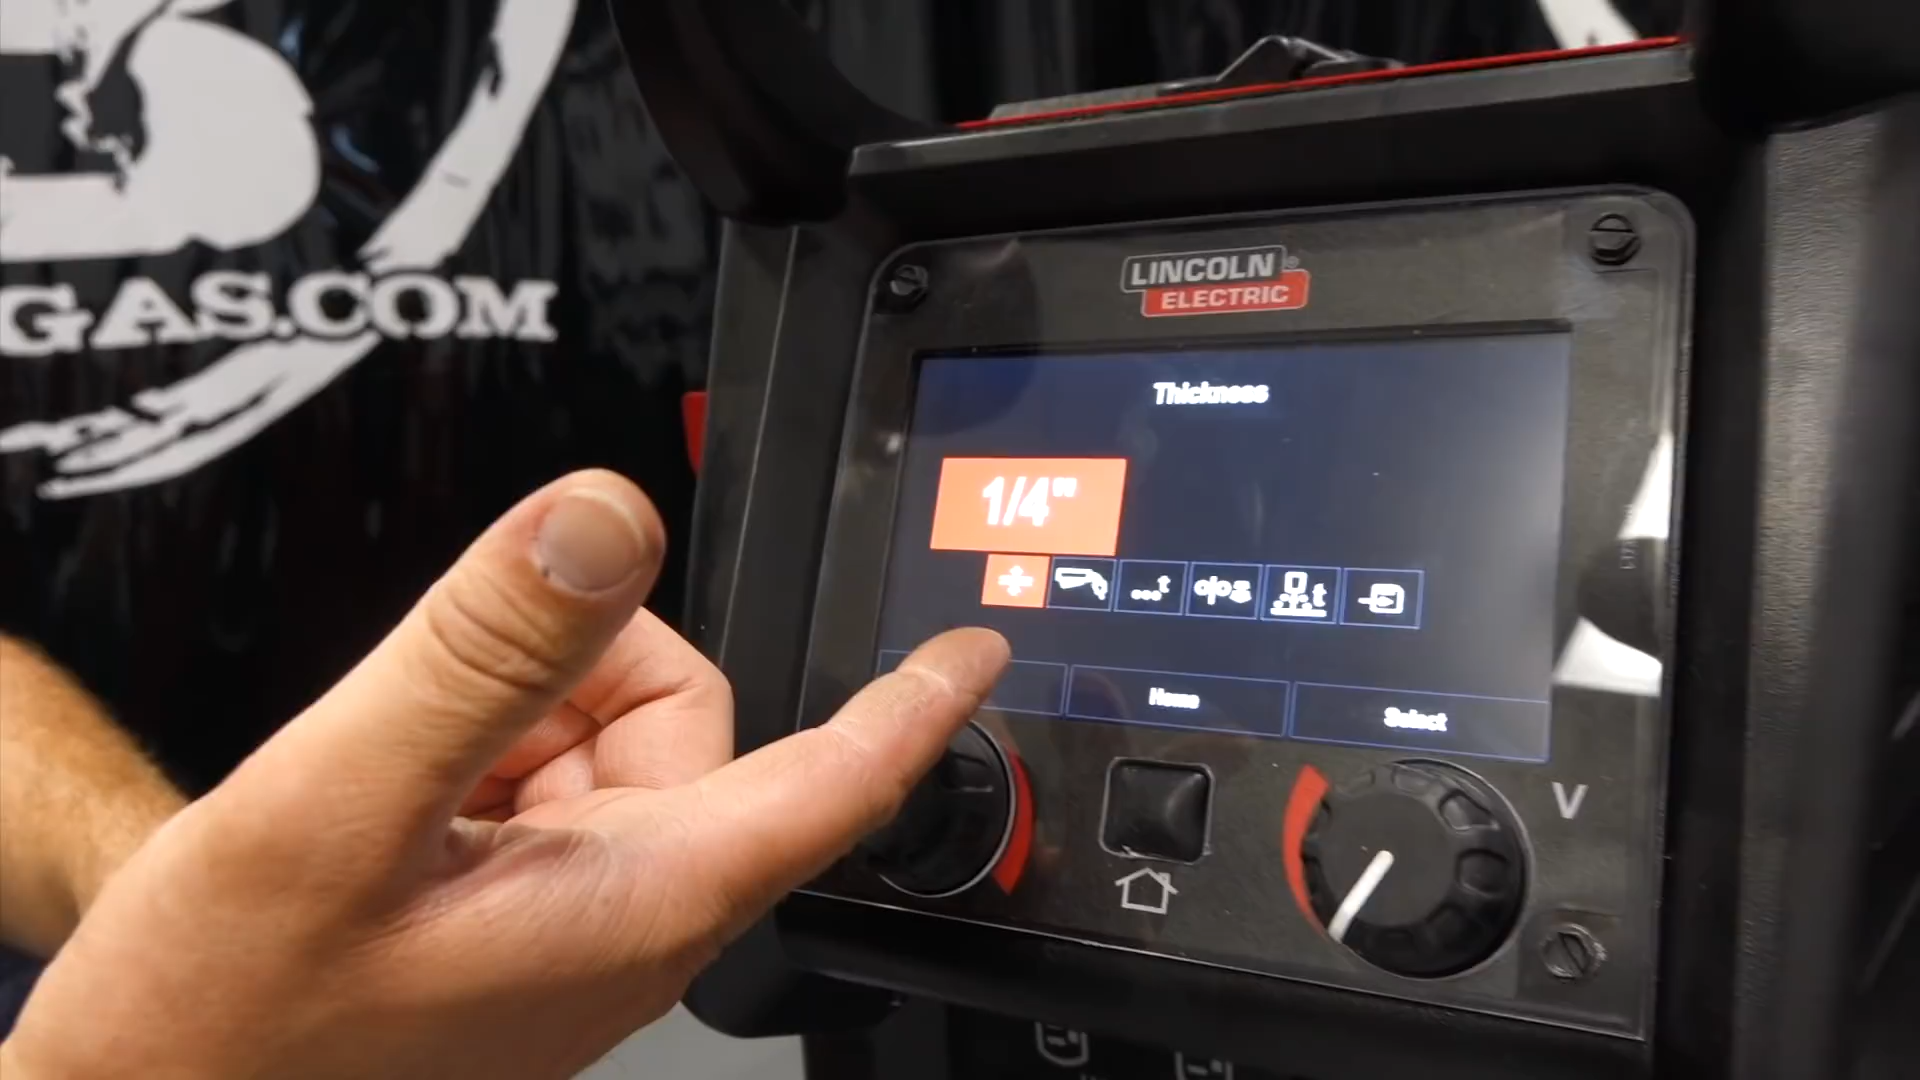 B
GAS.COM
LINCOLN®
ELECTRIC
Thickness
1/4"
...t
t
Home
Select
V